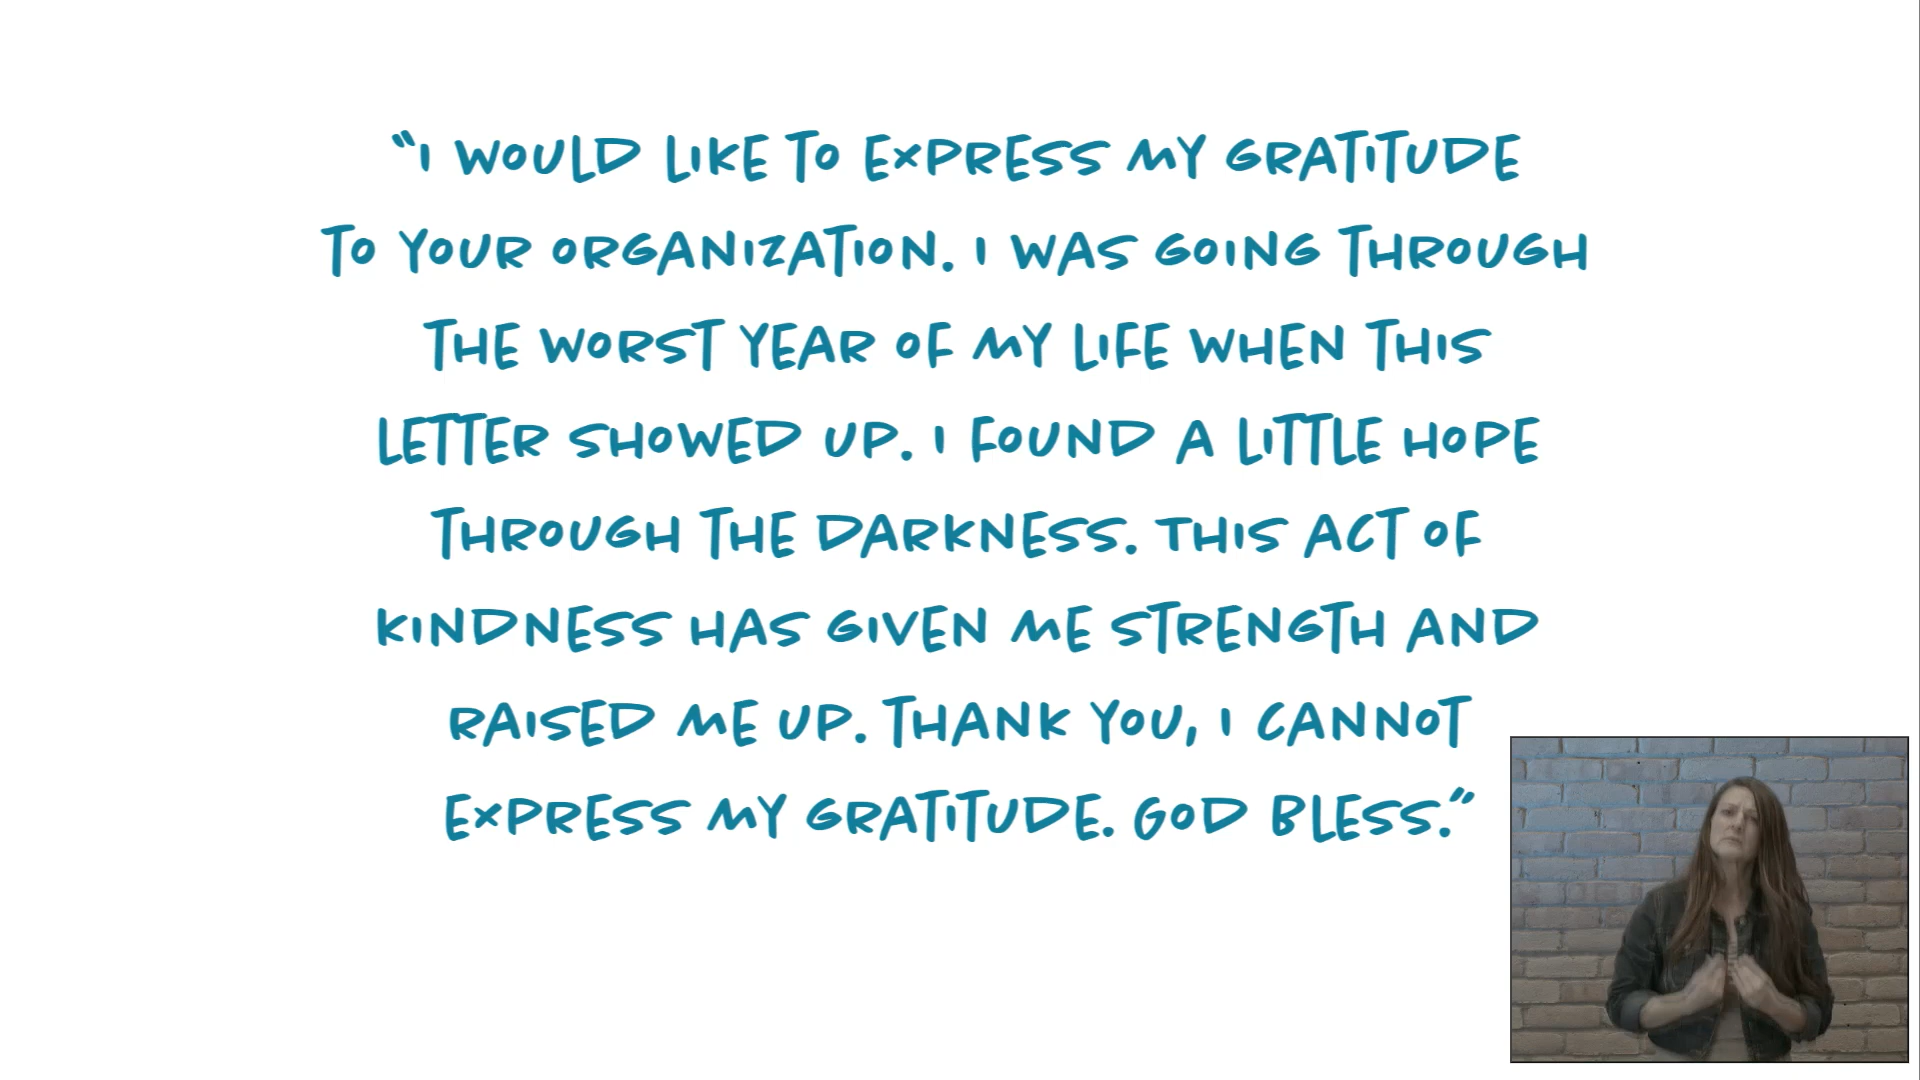 “I WOULD LIKE TO EXPRESS MY GRATITUDE
TO YOUR ORGANIZATION. I WAS GOING THROUGH
THE WORST YEAR OF MY LIFE WHEN THIS
LETTER SHOWED UP. I FOUND A LITTLE HOPE
THROUGH THE DARKNESS. THIS ACT OF
KINDNESS HAS GIVEN ME STRENGTH AND
RAISED ME UP. THANK YOU, I CANNOT
EXPRESS MY GRATITUDE. GOD BLESS.”